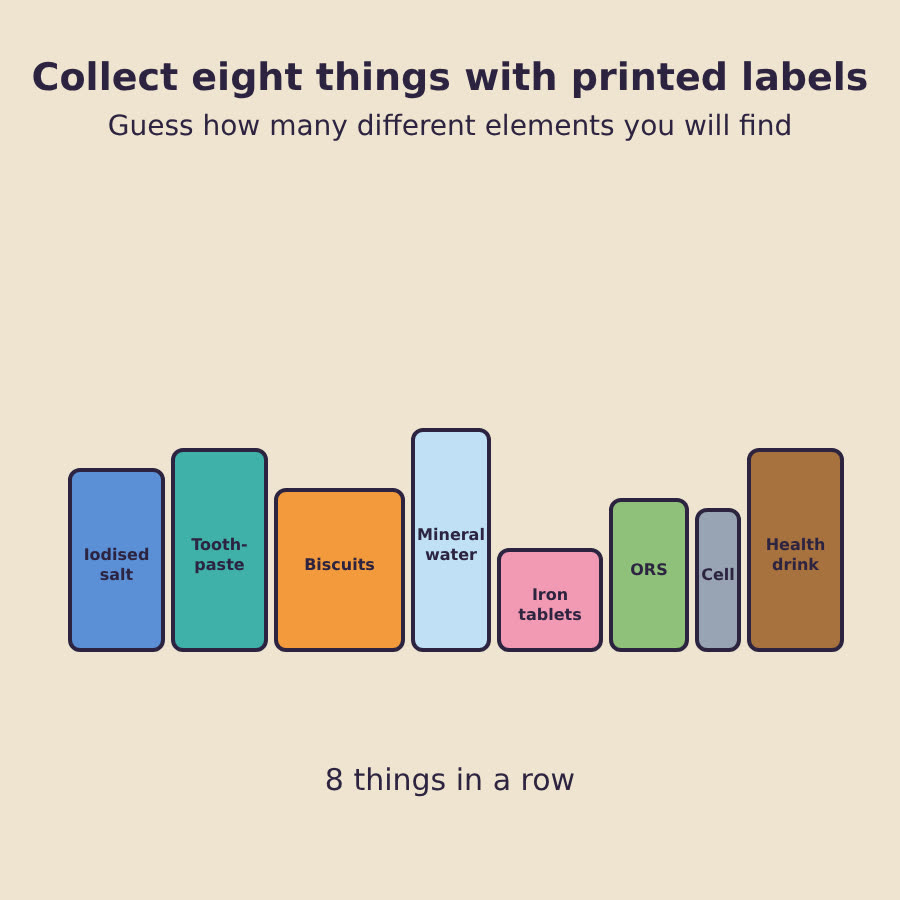 Collect eight things with printed labels
Guess how many different elements you will find
Iodised
salt
Tooth-
paste
Biscuits
Mineral
water
Iron
tablets
ORS
Cell
Health
drink
8 things in a row